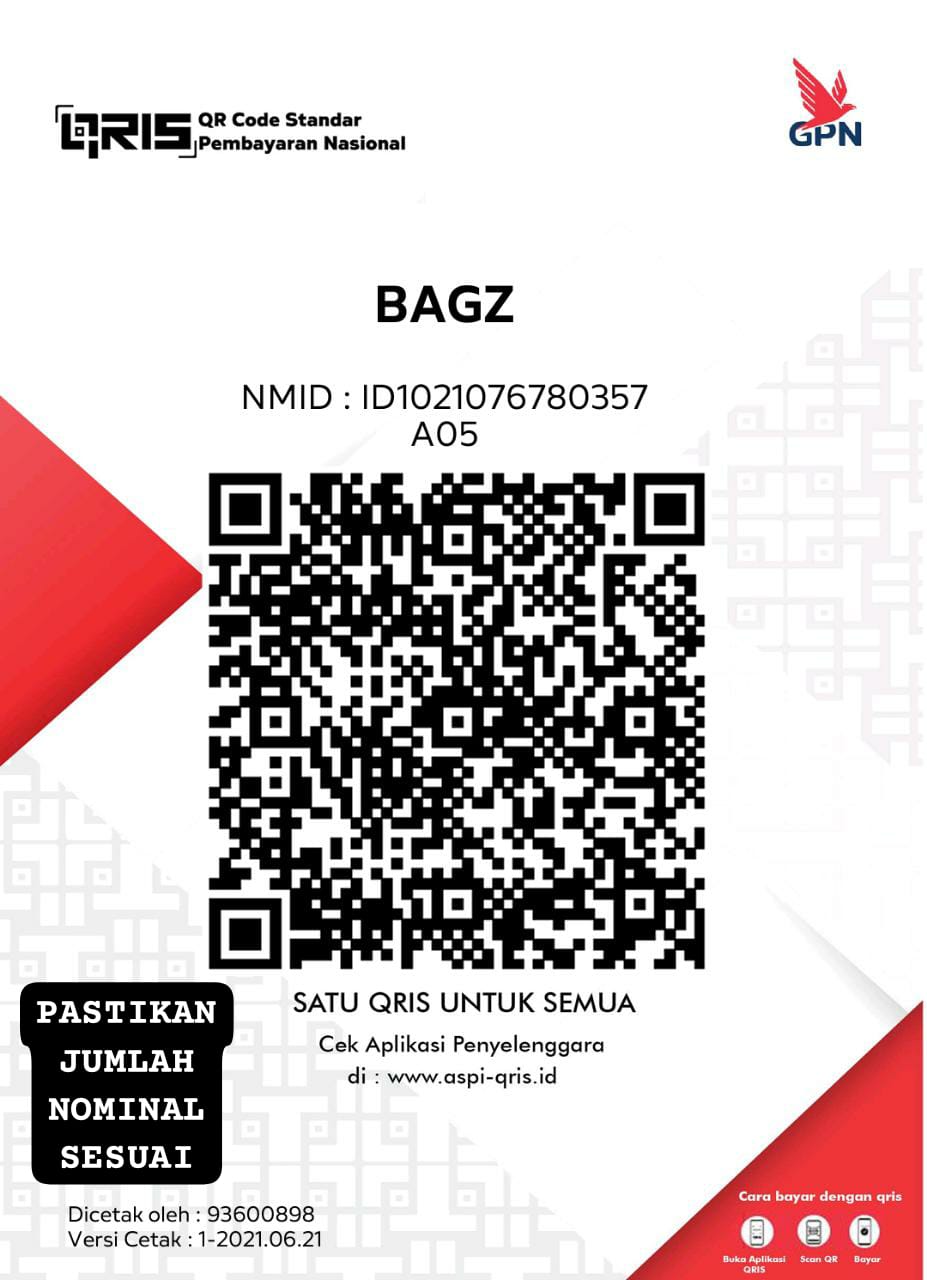 QRIS QR Code Standar
Pembayaran Nasional
GPN
BAGZ
NMID : ID1021076780357
A05
SATU QRIS UNTUK SEMUA
Cek Aplikasi Penyelenggara
di : www.aspi-qris.id
PASTIKAN
JUMLAH
NOMINAL
SESUAI
Dicetak oleh : 93600898
Versi Cetak : 1-2021.06.21
Cara bayar dengan qris
Buka Aplikasi
QRIS
Scan QR
Bayar